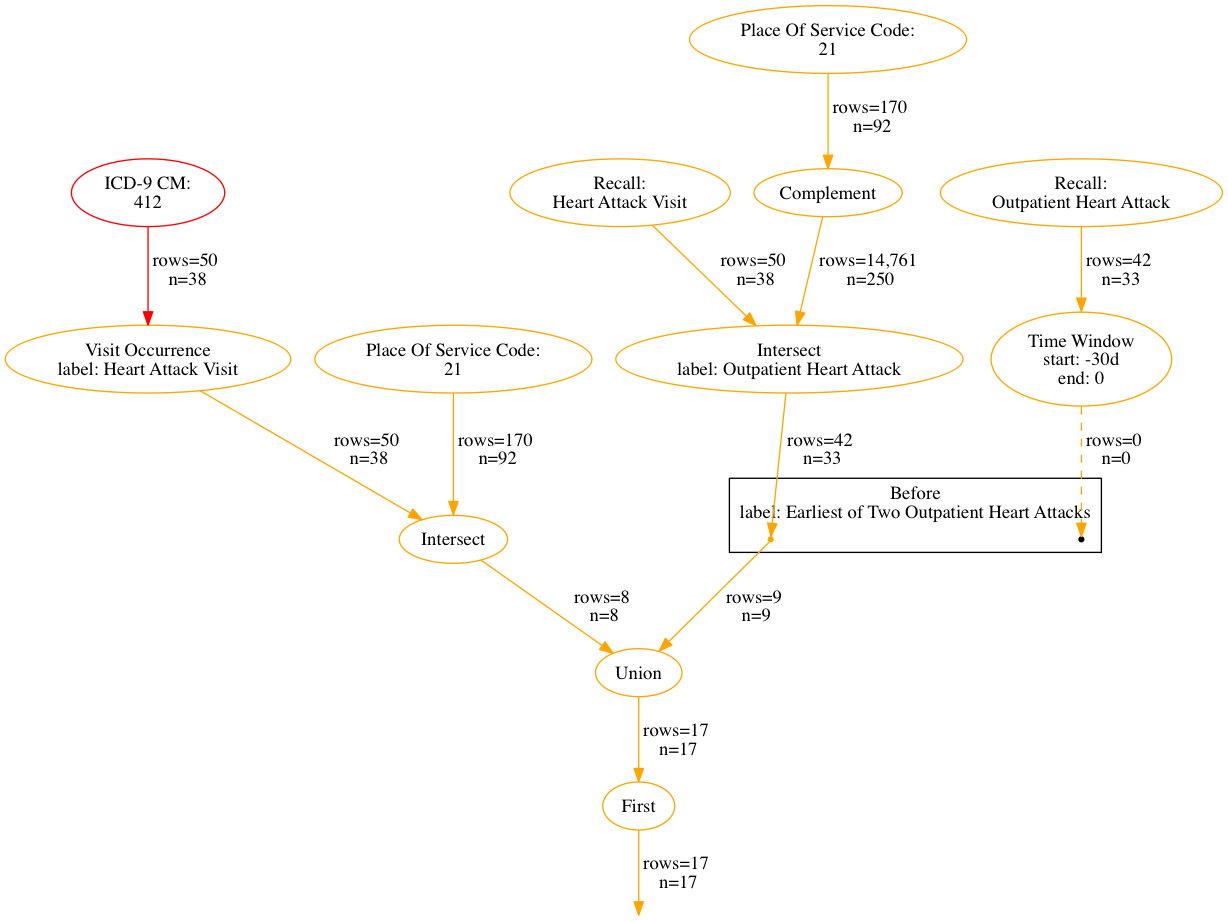 Place Of Service Code:
21
rows=170
n=92
ICD-9 CM:
412
Recall:
Heart Attack Visit
Complement
Recall:
Outpatient Heart Attack
rows=50
n=38
rows=50
n=38
rows=14,761
n=250
rows=42
n=33
Visit Occurrence
label: Heart Attack Visit
Place Of Service Code:
21
Intersect
label: Outpatient Heart Attack
Time Window
start: -30d
end: 0
rows=50
n=38
rows=170
n=92
rows=42
n=33
rows=0
n=0
Before
label: Earliest of Two Outpatient Heart Attacks
Intersect
rows=8
n=8
rows=9
n=9
Union
rows=17
n=17
First
rows=17
n=17